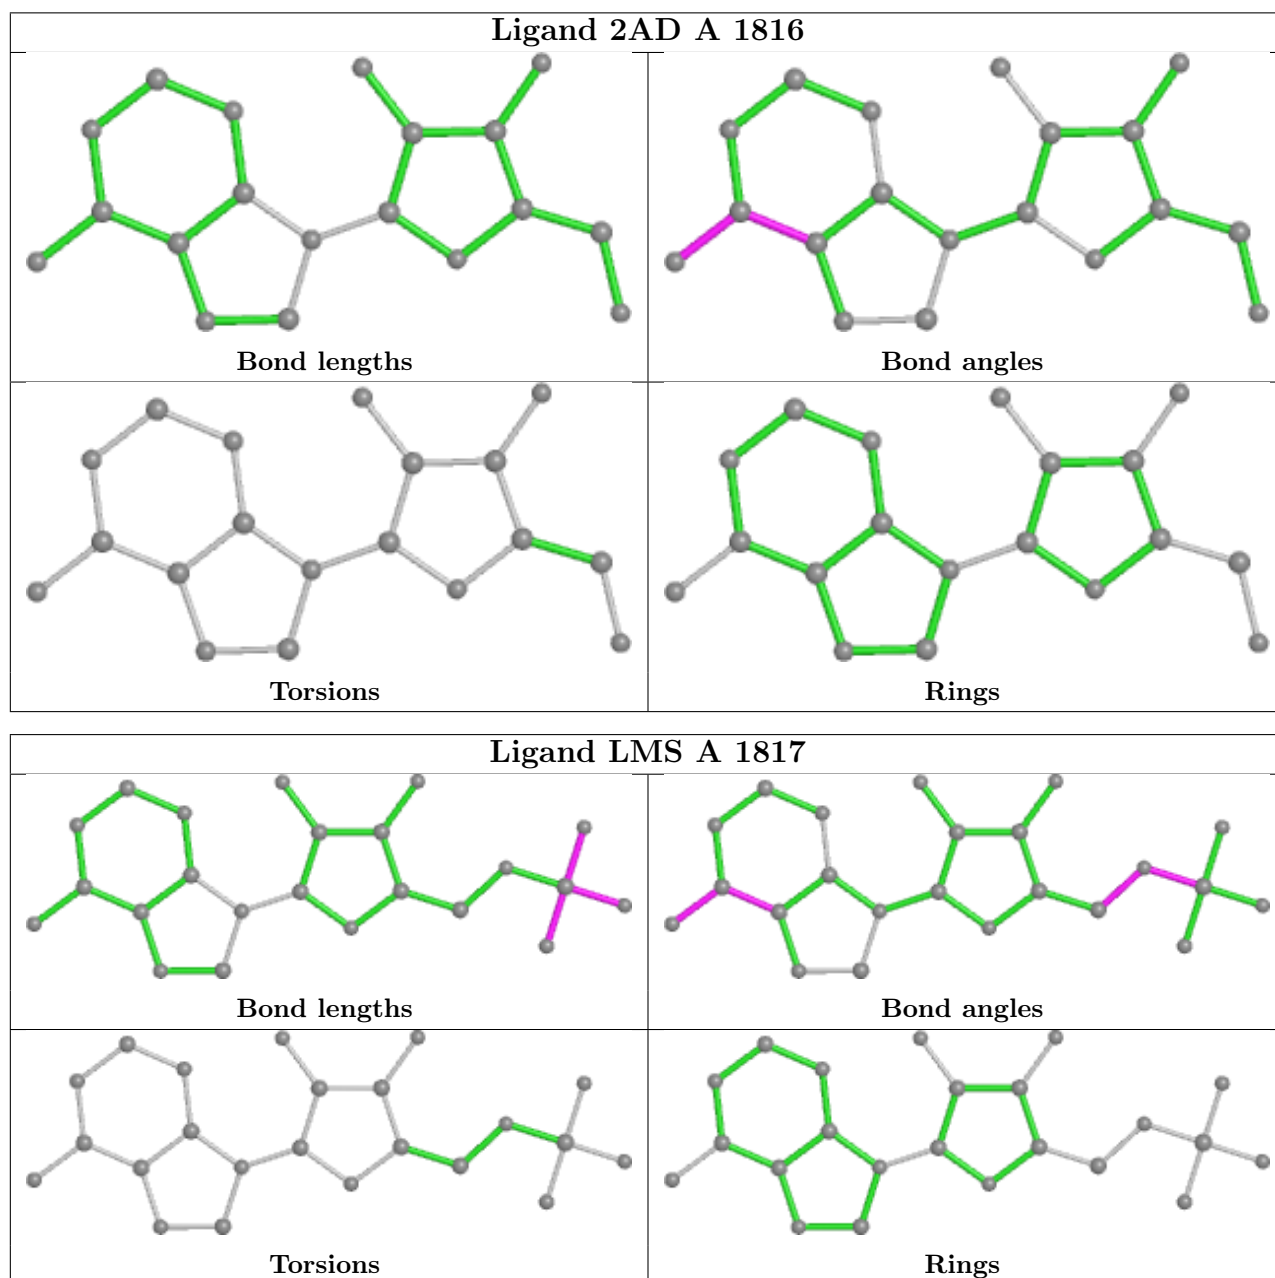 Ligand 2AD A 1816
Bond lengths
Bond angles
Torsions
Rings
Ligand LMS A 1817
Bond lengths
Bond angles
Torsions
Rings